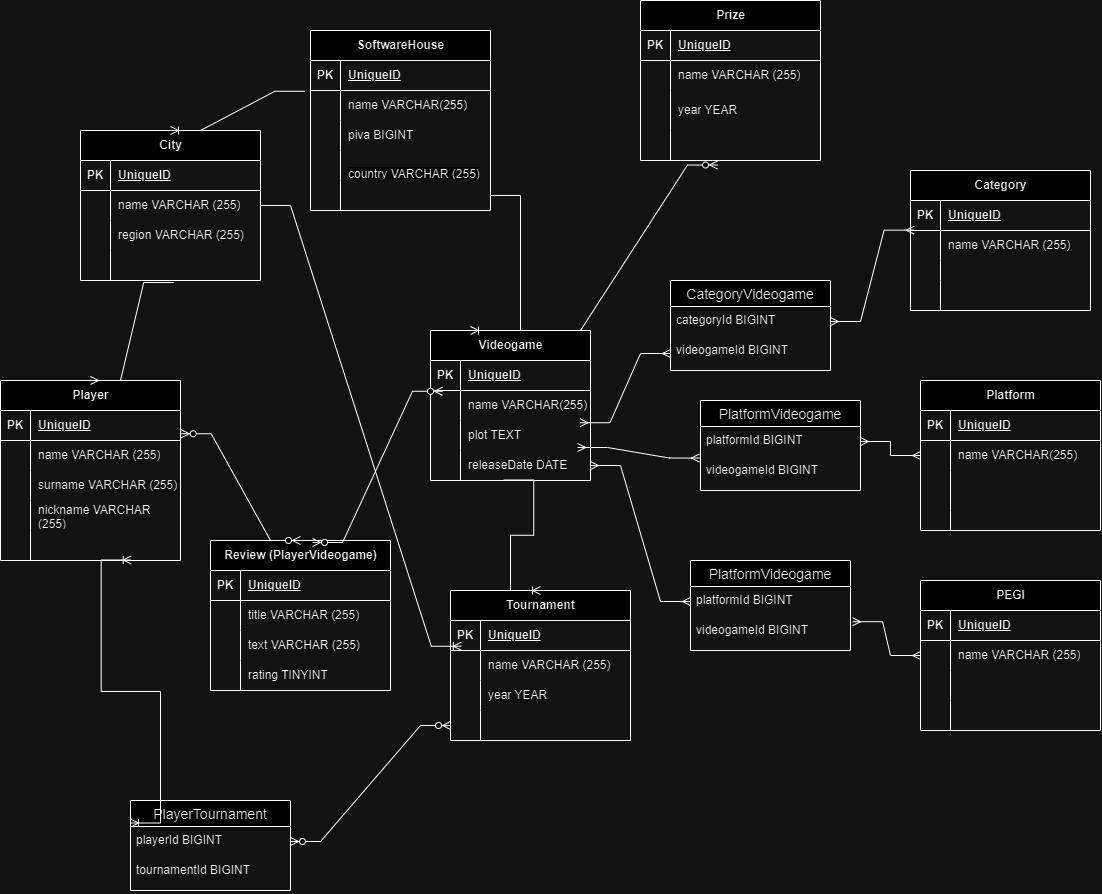 Prize
PK UniqueID
name VARCHAR (255)
year YEAR
SoftwareHouse
PK UniqueID
name VARCHAR(255)
piva BIGINT
country VARCHAR (255)
City
PK UniqueID
name VARCHAR (255)
region VARCHAR (255)
Category
PK UniqueID
name VARCHAR (255)
CategoryVideogame
categoryId BIGINT
videogameId BIGINT
Videogame
PK UniqueID
name VARCHAR(255)
plot TEXT
releaseDate DATE
Player
PK UniqueID
name VARCHAR (255)
surname VARCHAR (255)
nickname VARCHAR
(255)
PlatformVideogame
platformId BIGINT
videogameId BIGINT
Platform
PK UniqueID
name VARCHAR(255)
Review (PlayerVideogame)
PK UniqueID
title VARCHAR (255)
text VARCHAR (255)
rating TINYINT
Tournament
PK UniqueID
name VARCHAR (255)
year YEAR
PlatformVideogame
platformId BIGINT
videogameId BIGINT
PEGI
PK UniqueID
name VARCHAR (255)
PlayerTournament
playerId BIGINT
tournamentId BIGINT